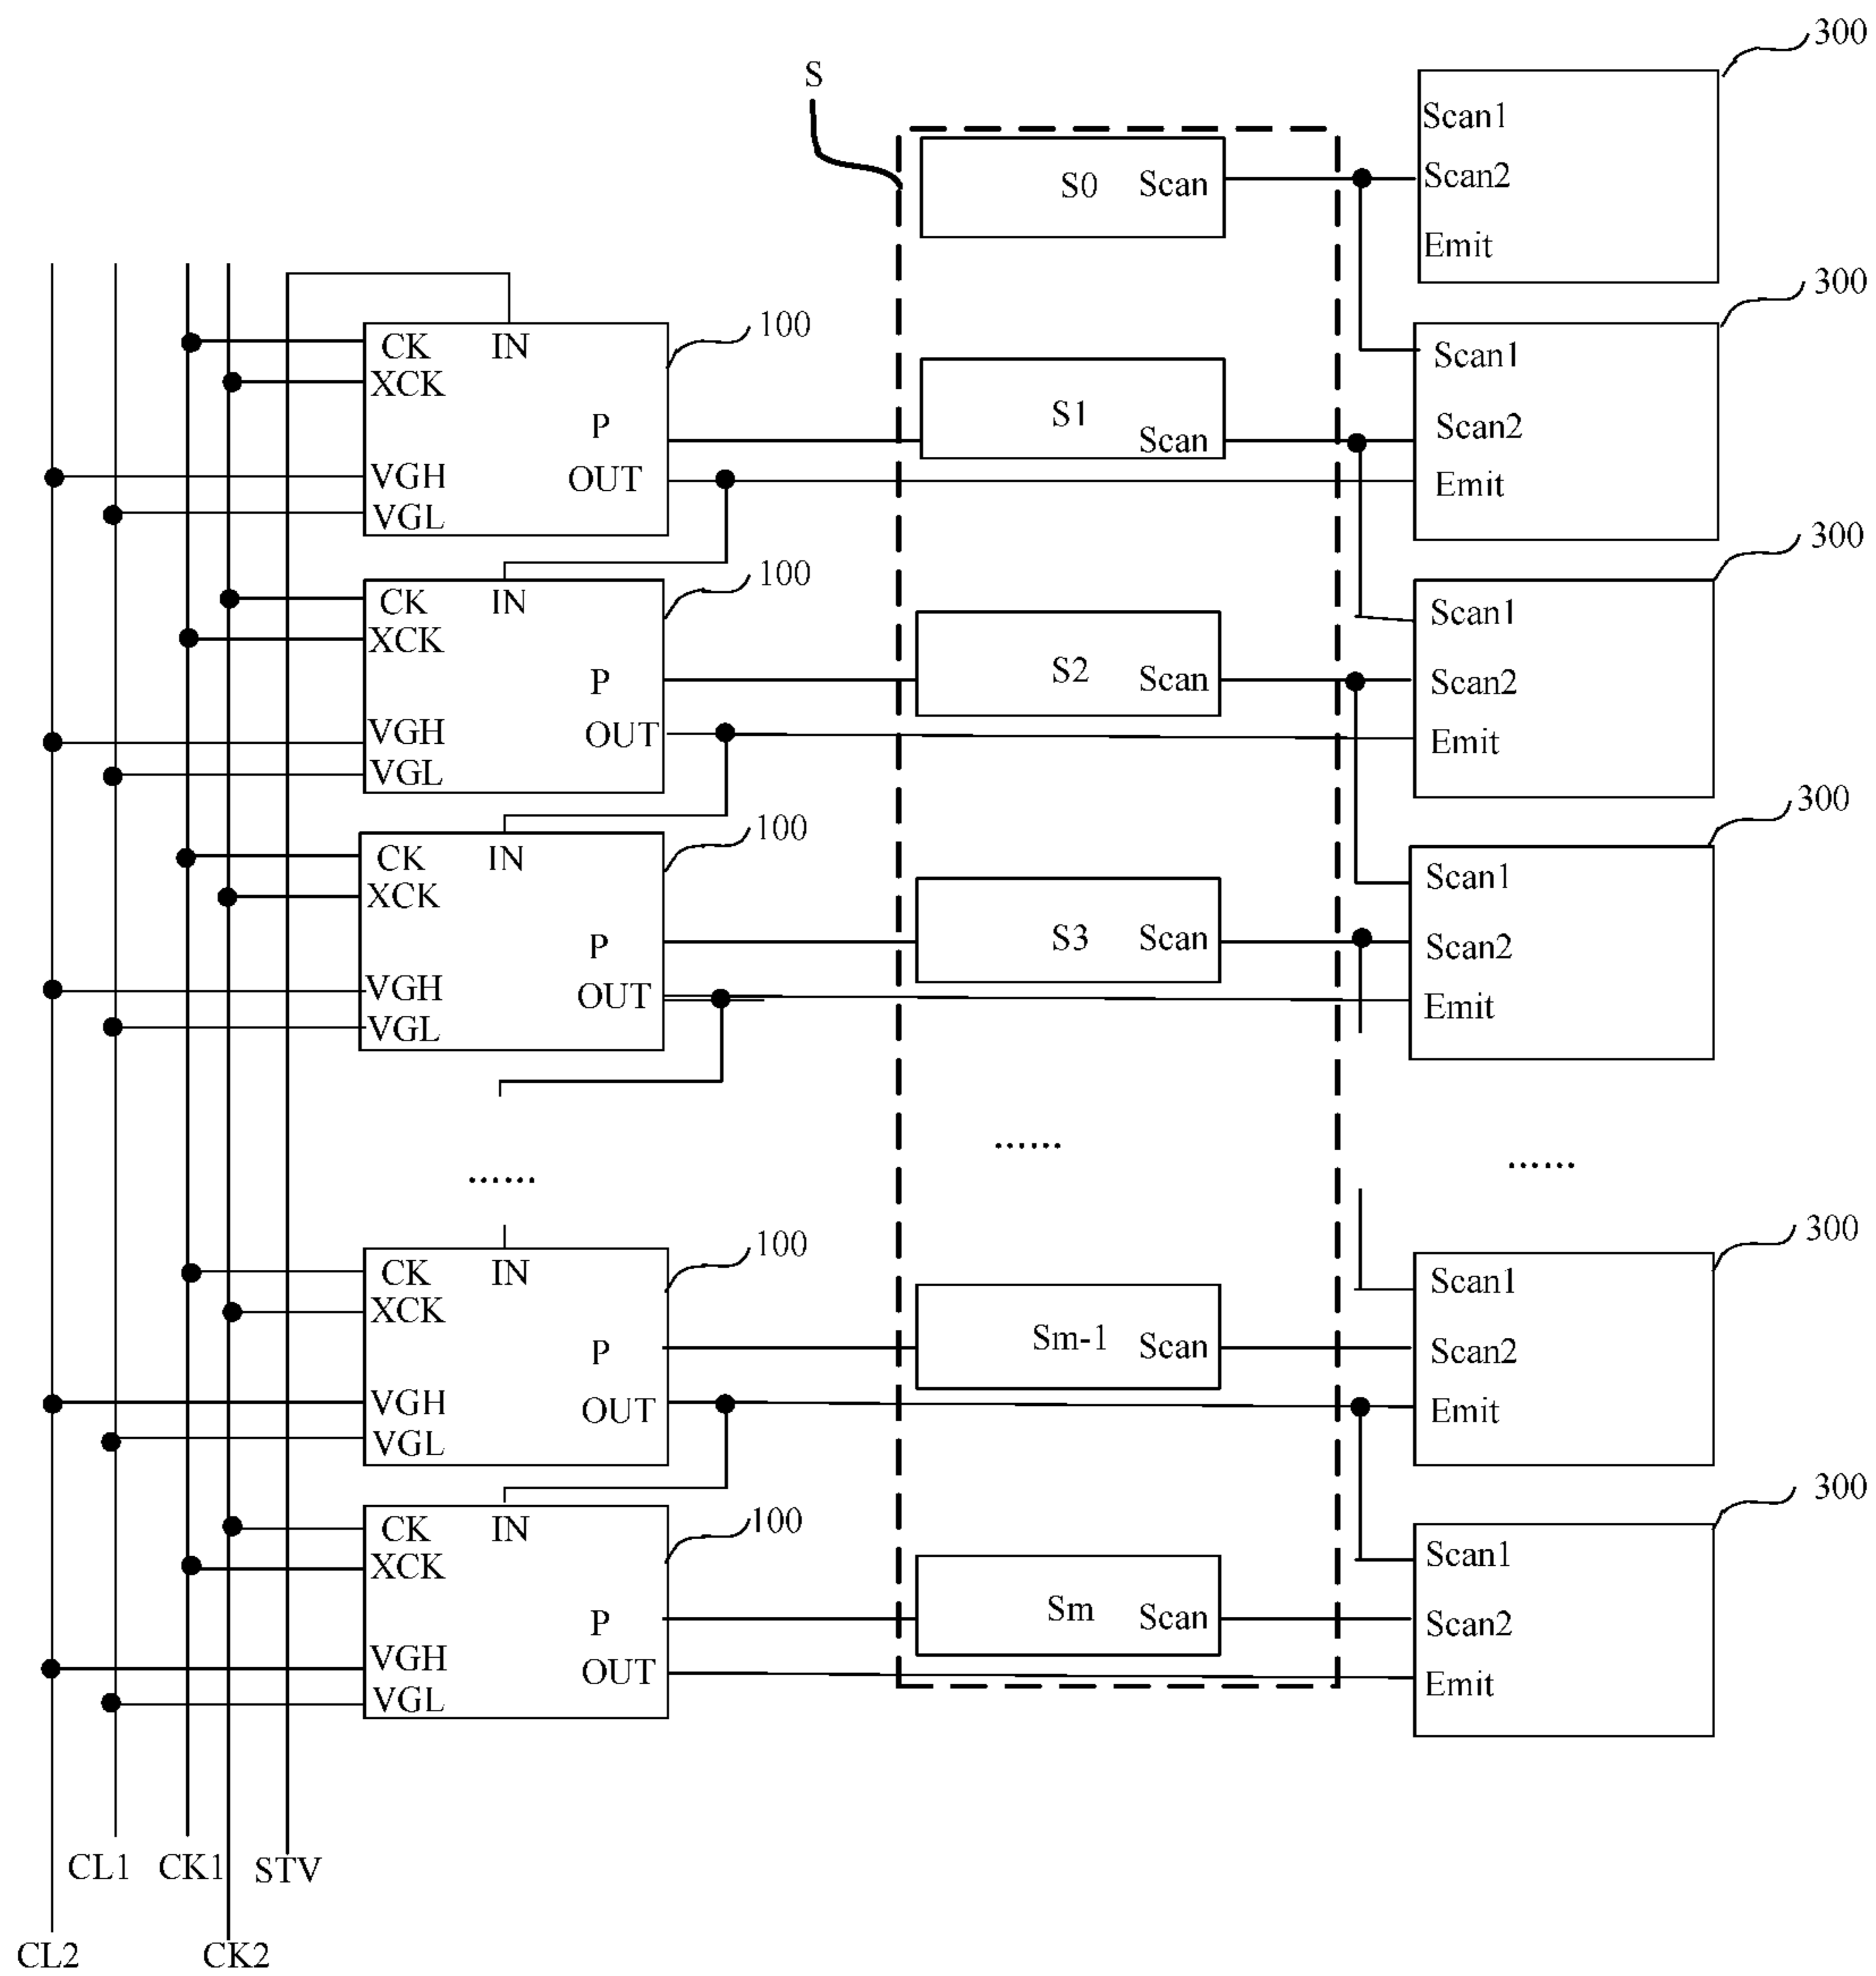 300
S
Scan1
S0 Scan
Scan2
Emit
300
100
CK IN
XCK
Scan1
P
S1
Scan
Scan2
VGH
OUT
Emit
VGL
300
100
CK IN
XCK
Scan1
P
S2 Scan
Scan2
VGH
OUT
Emit
VGL
300
100
CK IN
XCK
Scan1
P
S3 Scan
Scan2
VGH
OUT
Emit
VGL
......
......
......
300
100
CK IN
XCK
Scan1
P
Sm-1 Scan
Scan2
VGH
OUT
Emit
VGL
300
100
CK IN
XCK
Scan1
P
Sm Scan
Scan2
VGH
OUT
Emit
VGL
CL1 CK1 STV
CL2 CK2